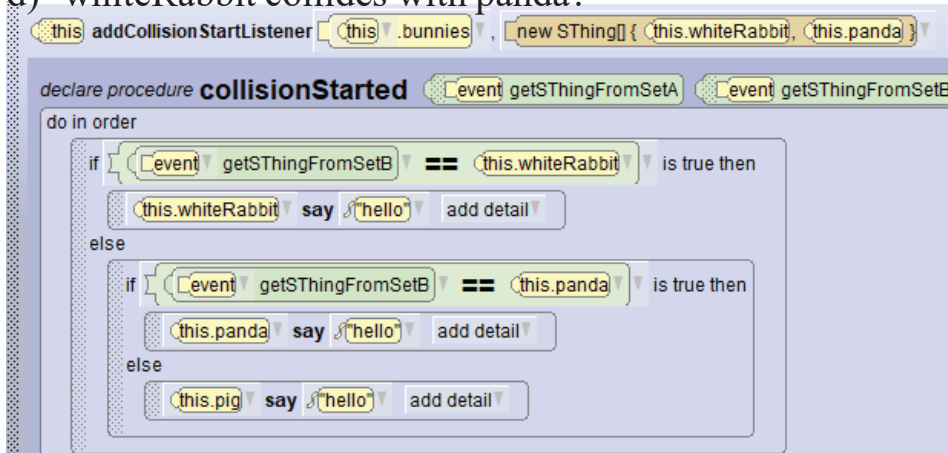 d) whiteRabbit collides with panda?
this addCollisionStartListener this .bunnies , new SThing[] { this.whiteRabbit, this.panda }
declare procedure collisionStarted event getSThingFromSetA event getSThingFromSetB
do in order
if event getSThingFromSetB == this.whiteRabbit is true then
this.whiteRabbit say "hello" add detail
else
if event getSThingFromSetB == this.panda is true then
this.panda say "hello" add detail
else
this.pig say "hello" add detail